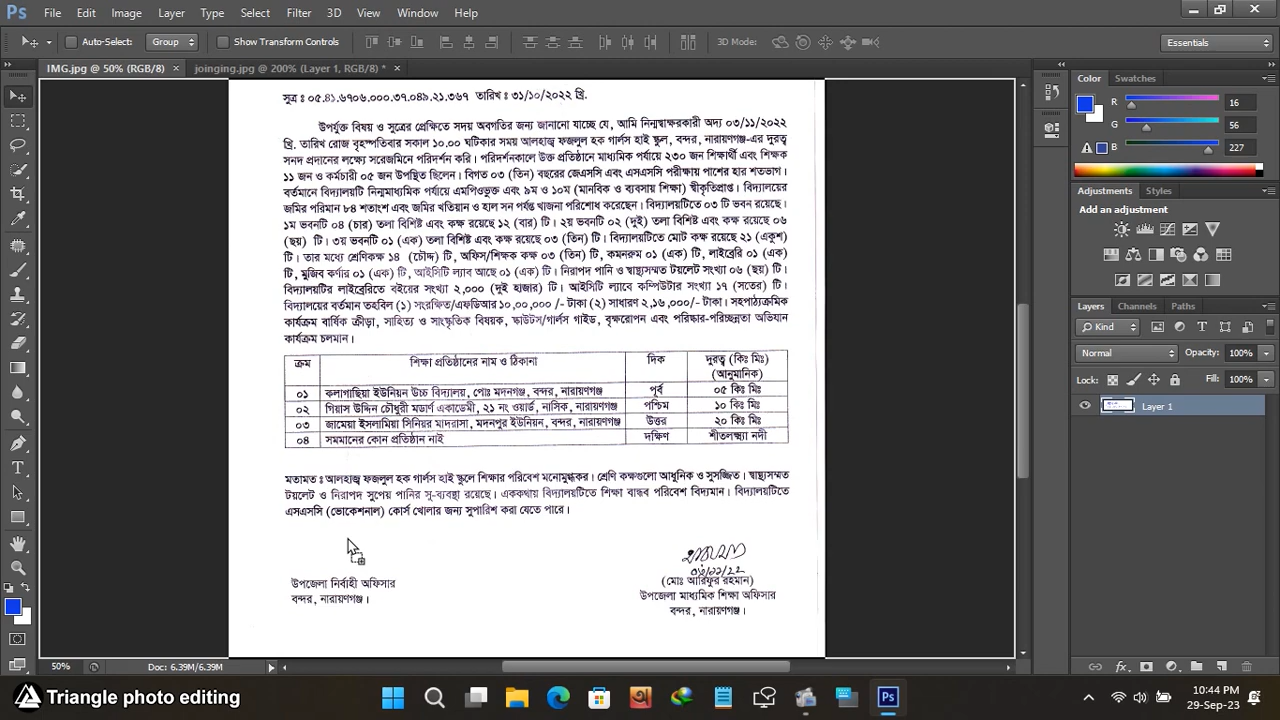 Ps File Edit Image Layer Type Select Filter 3D View Window Help
Auto-Select: Group Show Transform Controls 3D Mode: Essentials
IMG.jpg @ 50% (RGB/8) × joinging.jpg @ 200% (Layer 1, RGB/8) * ×
Color Swatches
R 16
G 56
B 227
Adjustments Styles
Add an adjustment
Layers Channels Paths
Kind
Normal Opacity: 100%
Lock: Fill: 100%
Layer 1
সুত্র ঃ ০৫.৪১.৬৭০৬.০০০.৩৭.০৪৯.২১.৩৬৭ তারিখ ঃ ৩১/১০/২০২২ খ্রি.
উপর্যুক্ত বিষয় ও সুত্রের প্রেক্ষিতে সদয় অবগতির জন্য জানানো যাচ্ছে যে, আমি নিম্নস্বাক্ষরকারী অদ্য ০৩/১১/২০২২
খ্রি. তারিখ রোজ বৃহস্পতিবার সকাল ১০.০০ ঘটিকার সময় আলহাজ্ব ফজলুল হক গার্লস হাই স্কুল, বন্দর, নারায়ণগঞ্জ-এর দুরত্ব
সনদ প্রদানের লক্ষ্যে সরেজমিনে পরিদর্শন করি। পরিদর্শনকালে উক্ত প্রতিষ্ঠানে মাধ্যমিক পর্যায়ে ২৩০ জন শিক্ষার্থী এবং শিক্ষক
১১ জন ও কর্মচারী ০৫ জন উপস্থিত ছিলেন। বিগত ০৩ (তিন) বছরের জেএসসি এবং এসএসসি পরীক্ষায় পাশের হার শতভাগ।
বর্তমানে বিদ্যালয়টি নিম্নমাধ্যমিক পর্যায়ে এমপিওভুক্ত এবং ৯ম ও ১০ম (মানবিক ও ব্যবসায় শিক্ষা) স্বীকৃতিপ্রাপ্ত। বিদ্যালয়ের
জমির পরিমান ৮৪ শতাংশ এবং জমির খতিয়ান ও হাল সন পর্যন্ত খাজনা পরিশোধ করেছেন। বিদ্যালয়টিতে ০৩ টি ভবন রয়েছে।
১ম ভবনটি ০৪ (চার) তলা বিশিষ্ট এবং কক্ষ রয়েছে ১২ (বার) টি। ২য় ভবনটি ০২ (দুই) তলা বিশিষ্ট এবং কক্ষ রয়েছে ০৬
(ছয়) টি। ৩য় ভবনটি ০১ (এক) তলা বিশিষ্ট এবং কক্ষ রয়েছে ০৩ (তিন) টি। বিদ্যালয়টিতে মোট কক্ষ রয়েছে ২১ (একুশ)
টি। তার মধ্যে শ্রেণিকক্ষ ১৪ (চৌদ্দ) টি, অফিস/শিক্ষক কক্ষ ০৩ (তিন) টি, কমনরুম ০১ (এক) টি, লাইব্রেরি ০১ (এক)
টি, মুজিব কর্ণার ০১ (এক) টি, আইসিটি ল্যাব আছে ০১ (এক) টি। নিরাপদ পানি ও স্বাস্থ্যসম্মত টয়লেট সংখ্যা ০৬ (ছয়) টি।
বিদ্যালয়টির লাইব্রেরিতে বইয়ের সংখ্যা ২,০০০ (দুই হাজার) টি। আইসিটি ল্যাবে কম্পিউটার সংখ্যা ১৭ (সতের) টি।
বিদ্যালয়ের বর্তমান তহবিল (১) সংরক্ষিত/এফডিআর ১০,০০,০০০ /- টাকা (২) সাধারণ ২,১৬,০০০/- টাকা। সহপাঠ্যক্রমিক
কার্যক্রম বার্ষিক ক্রীড়া, সাহিত্য ও সাংস্কৃতিক বিষয়ক, স্কাউটস/গার্লস গাইড, বৃক্ষরোপন এবং পরিষ্কার-পরিচ্ছন্নতা অভিযান
কার্যক্রম চলমান।
ক্রম শিক্ষা প্রতিষ্ঠানের নাম ও ঠিকানা দিক দুরত্ব (কিঃ মিঃ)
(আনুমানিক)
০১ কলাগাছিয়া ইউনিয়ন উচ্চ বিদ্যালয়, পোঃ মদনগঞ্জ, বন্দর, নারায়ণগঞ্জ পূর্ব ০৫ কিঃ মিঃ
০২ গিয়াস উদ্দিন চৌধুরী মডার্ণ একাডেমী, ২১ নং ওয়ার্ড, নাসিক, নারায়ণগঞ্জ পশ্চিম ১০ কিঃ মিঃ
০৩ জামেয়া ইসলামিয়া সিনিয়র মাদরাসা, মদনপুর ইউনিয়ন, বন্দর, নারায়ণগঞ্জ উত্তর ২০ কিঃ মিঃ
০৪ সমমানের কোন প্রতিষ্ঠান নাই দক্ষিণ শীতলক্ষ্যা নদী
মতামত ঃ আলহাজ্ব ফজলুল হক গার্লস হাই স্কুলে শিক্ষার পরিবেশ মনোমুগ্ধকর। শ্রেণি কক্ষগুলো আধুনিক ও সুসজ্জিত। স্বাস্থ্যসম্মত
টয়লেট ও নিরাপদ সুপেয় পানির সু-ব্যবস্থা রয়েছে। এককথায় বিদ্যালয়টিতে শিক্ষা বান্ধব পরিবেশ বিদ্যমান। বিদ্যালয়টিতে
এসএসসি (ভোকেশনাল) কোর্স খোলার জন্য সুপারিশ করা যেতে পারে।
(মোঃ আরিফুর রহমান)
উপজেলা নির্বাহী অফিসার উপজেলা মাধ্যমিক শিক্ষা অফিসার
বন্দর, নারায়ণগঞ্জ। বন্দর, নারায়ণগঞ্জ।
50% Doc: 6.39M/6.39M
Triangle photo editing
10:44 PM
29-Sep-23